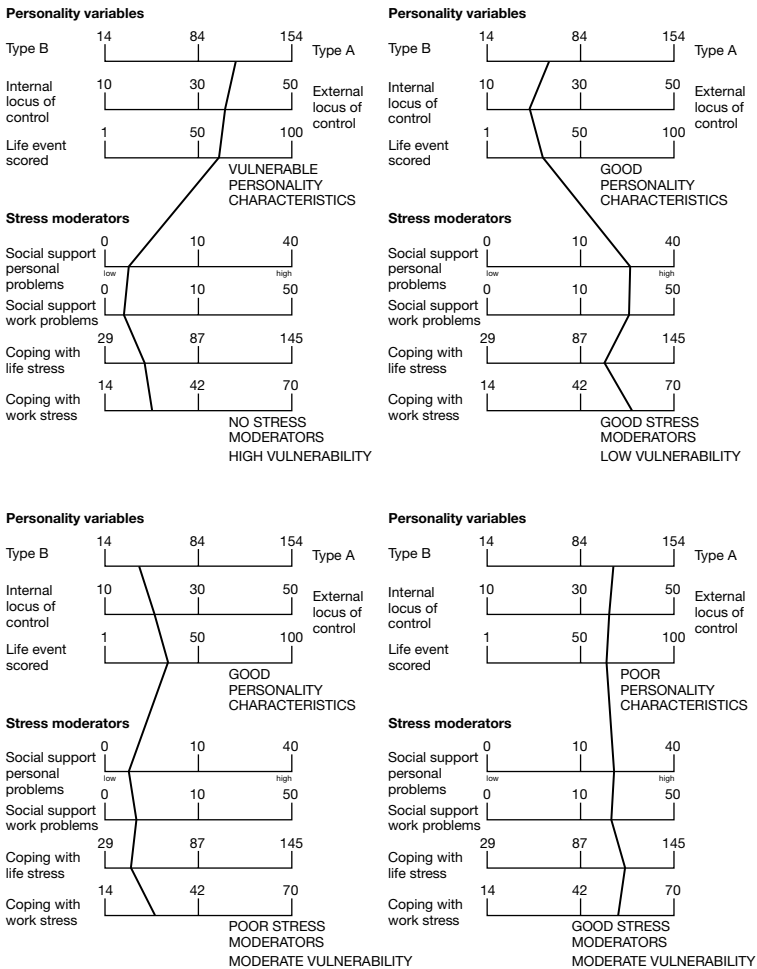 Personality variables
14 84 154
Type B Type A
10 30 50
Internal
locus of
control
External
locus of
control
1 50 100
Life event
scored
VULNERABLE
PERSONALITY
CHARACTERISTICS
Stress moderators
0 10 40
Social support
personal
problems
low high
0 10 50
Social support
work problems
29 87 145
Coping with
life stress
14 42 70
Coping with
work stress
NO STRESS
MODERATORS
HIGH VULNERABILITY
Personality variables
14 84 154
Type B Type A
10 30 50
Internal
locus of
control
External
locus of
control
1 50 100
Life event
scored
GOOD
PERSONALITY
CHARACTERISTICS
Stress moderators
0 10 40
Social support
personal
problems
low high
0 10 50
Social support
work problems
29 87 145
Coping with
life stress
14 42 70
Coping with
work stress
GOOD STRESS
MODERATORS
LOW VULNERABILITY
Personality variables
14 84 154
Type B Type A
10 30 50
Internal
locus of
control
External
locus of
control
1 50 100
Life event
scored
GOOD
PERSONALITY
CHARACTERISTICS
Stress moderators
0 10 40
Social support
personal
problems
low high
0 10 50
Social support
work problems
29 87 145
Coping with
life stress
14 42 70
Coping with
work stress
POOR STRESS
MODERATORS
MODERATE VULNERABILITY
Personality variables
14 84 154
Type B Type A
10 30 50
Internal
locus of
control
External
locus of
control
1 50 100
Life event
scored
POOR
PERSONALITY
CHARACTERISTICS
Stress moderators
0 10 40
Social support
personal
problems
low high
0 10 50
Social support
work problems
29 87 145
Coping with
life stress
14 42 70
Coping with
work stress
GOOD STRESS
MODERATORS
MODERATE VULNERABILITY